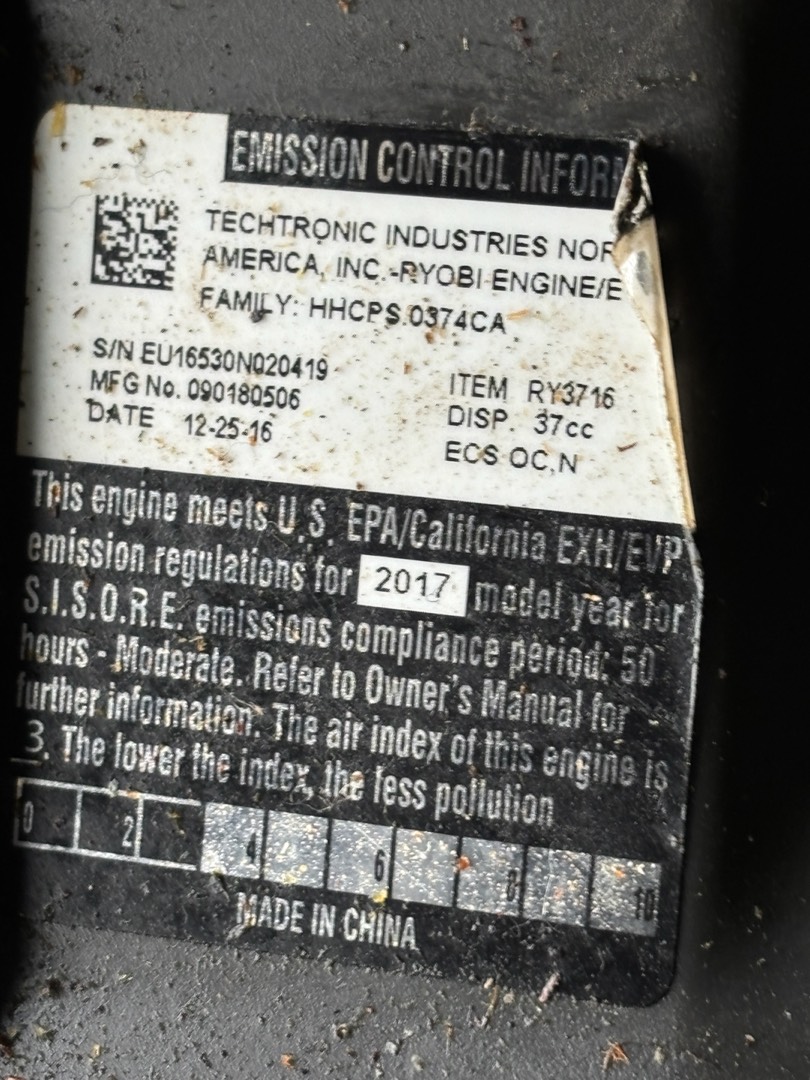 EMISSION CONTROL INFOR
TECHTRONIC INDUSTRIES NOR
AMERICA, INC.-RYOBI ENGINE/E
FAMILY: HHCPS.0374CA
S/N EU16530N020419
MFG No. 090180506
DATE 12-25-16
ITEM RY3716
DISP. 37cc
ECS OC,N
This engine meets U.S. EPA/California EXH/EVP
emission regulations for 2017 model year for
S.I.S.O.R.E. emissions compliance period: 50
hours - Moderate. Refer to Owner's Manual for
further information. The air index of this engine is
3. The lower the index, the less pollution
0 2 4 6 8 10
MADE IN CHINA